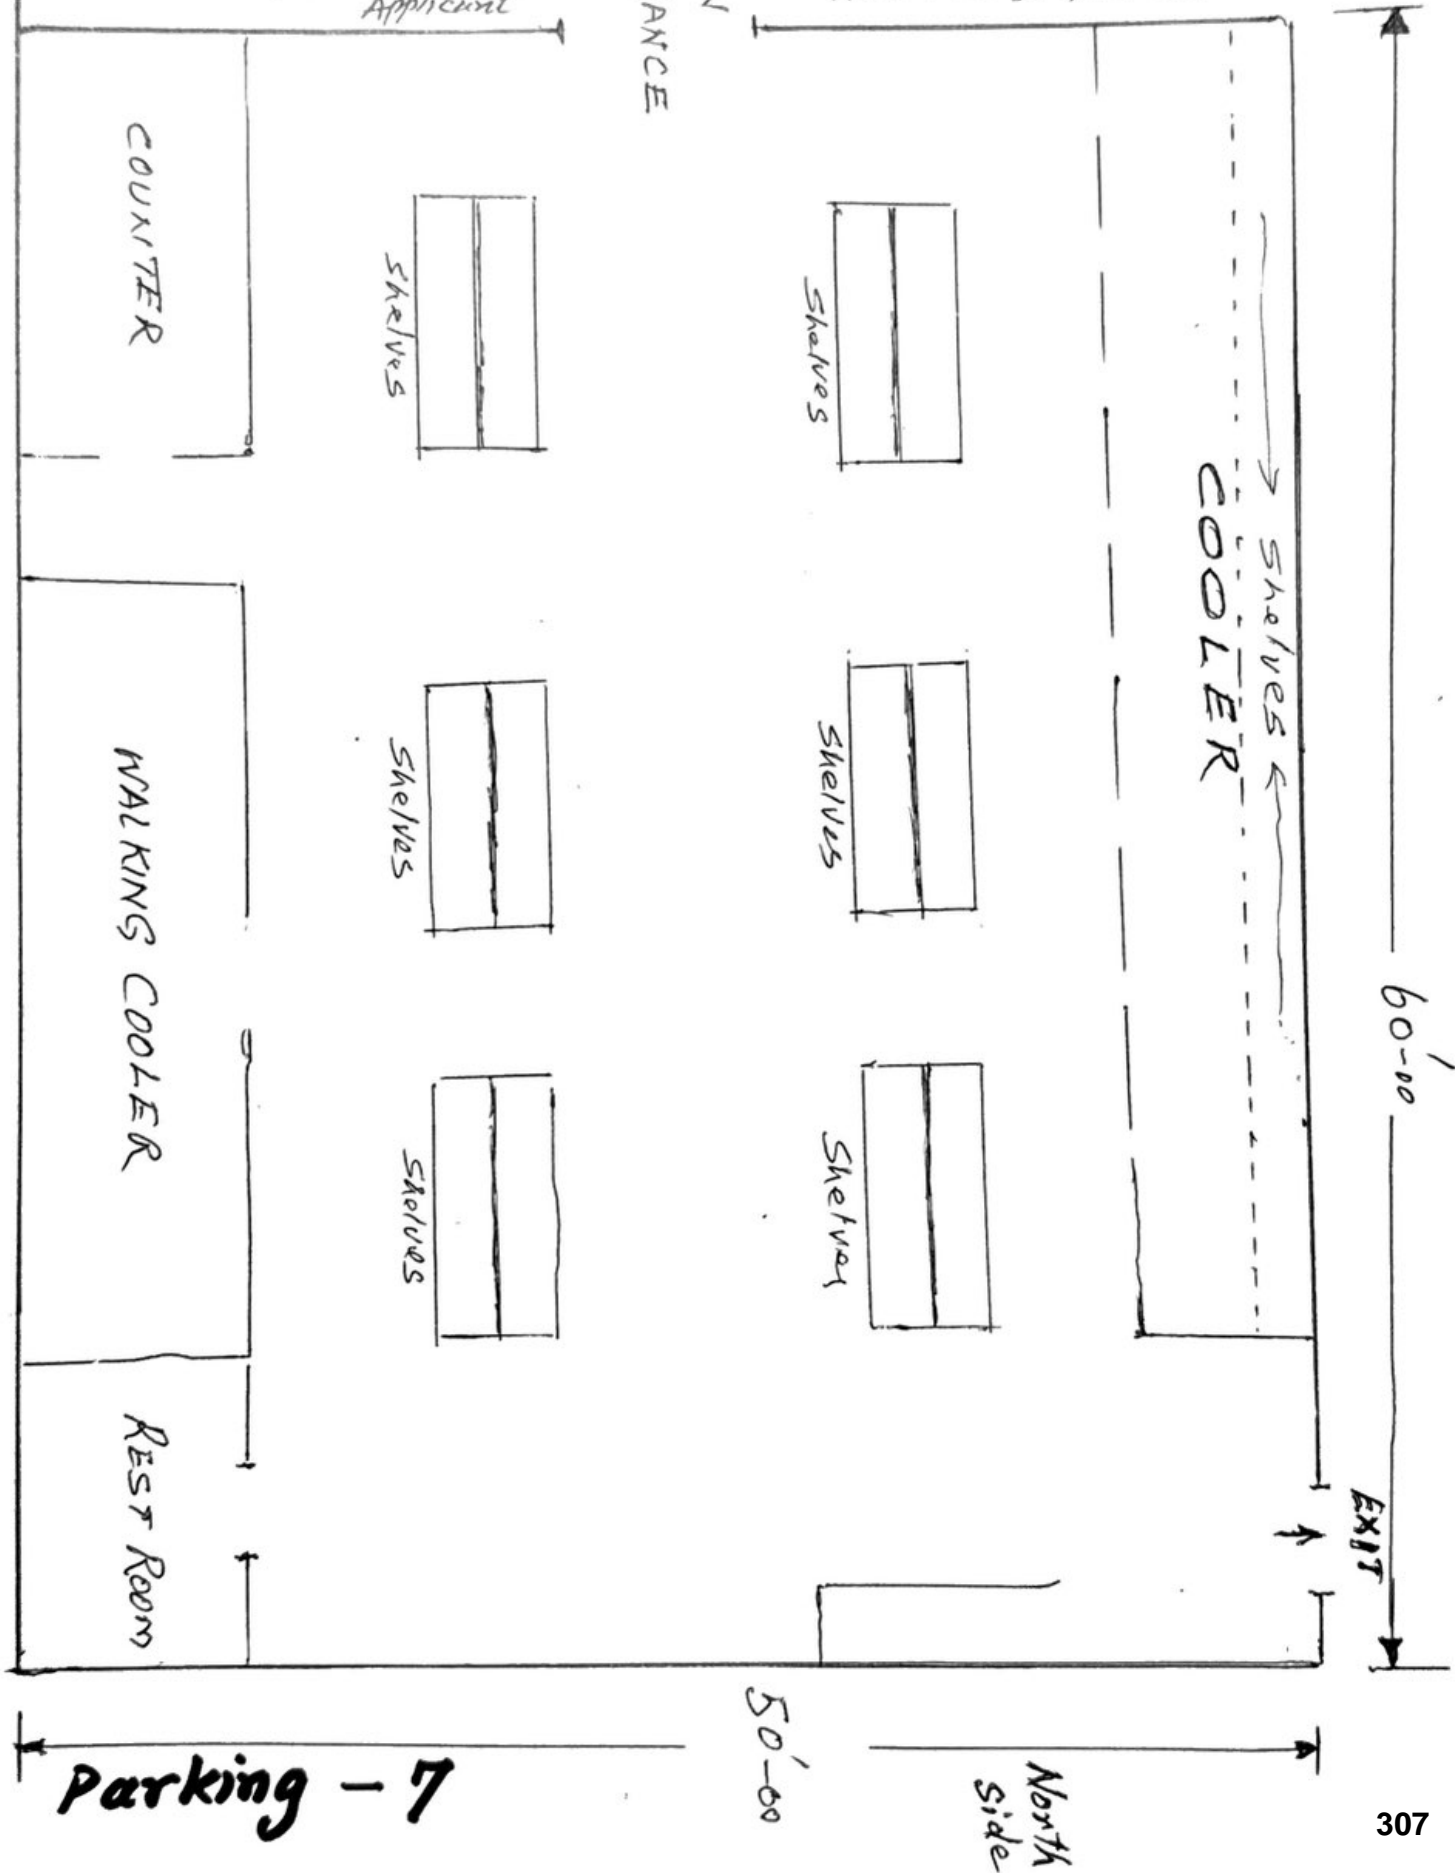 Applicant
ANCE
COUNTER
Shelves
Shelves
Shelves
COOLER
Shelves
Shelves
WALKING COOLER
60'-00
Shelves
Shelves
REST ROOM
EXIT
50'-00
North
Side
Parking - 7
307